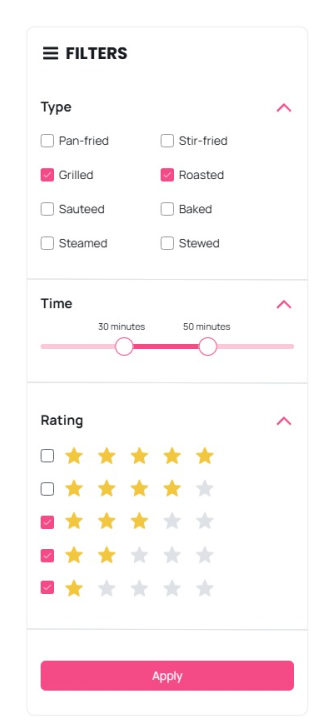 FILTERS
Type
Pan-fried Stir-fried
Grilled Roasted
Sauteed Baked
Steamed Stewed
Time
30 minutes 50 minutes
Rating
Apply